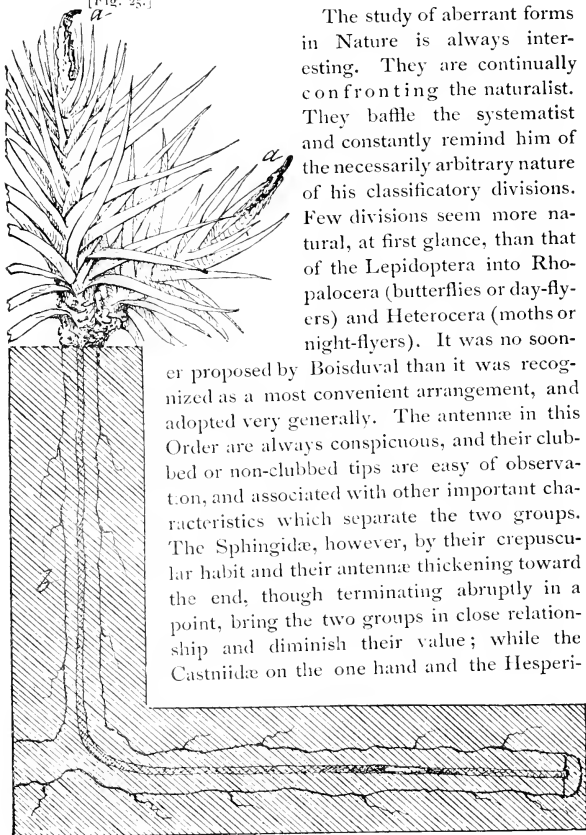 [Fig. 25.]
a
a
b
The study of aberrant forms
in Nature is always inter-
esting. They are continually
confronting the naturalist.
They baffle the systematist
and constantly remind him of
the necessarily arbitrary nature
of his classificatory divisions.
Few divisions seem more na-
tural, at first glance, than that
of the Lepidoptera into Rho-
palocera (butterflies or day-fly-
ers) and Heterocera (moths or
night-flyers). It was no soon-
er proposed by Boisduval than it was recog-
nized as a most convenient arrangement, and
adopted very generally. The antennæ in this
Order are always conspicuous, and their club-
bed or non-clubbed tips are easy of observa-
tion, and associated with other important cha-
racteristics which separate the two groups.
The Sphingidæ, however, by their crepuscu-
lar habit and their antennæ thickening toward
the end, though terminating abruptly in a
point, bring the two groups in close relation-
ship and diminish their value; while the
Castniidæ on the one hand and the Hesperi-